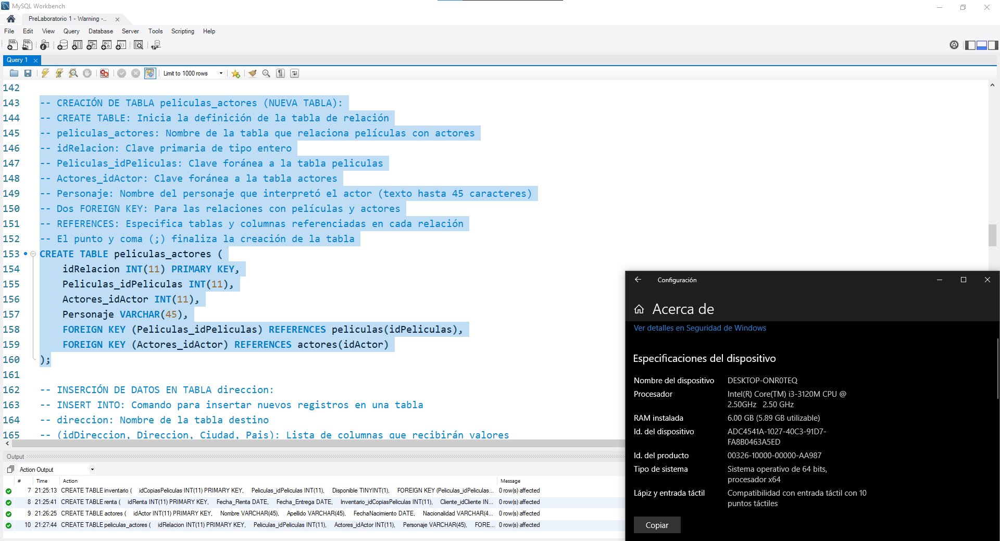 MySQL Workbench
PreLaboratorio 1 - Warning -...
File Edit View Query Database Server Tools Scripting Help
Query 1
Limit to 1000 rows
142
143 -- CREACIÓN DE TABLA peliculas_actores (NUEVA TABLA):
144 -- CREATE TABLE: Inicia la definición de la tabla de relación
145 -- peliculas_actores: Nombre de la tabla que relaciona películas con actores
146 -- idRelacion: Clave primaria de tipo entero
147 -- Peliculas_idPeliculas: Clave foránea a la tabla peliculas
148 -- Actores_idActor: Clave foránea a la tabla actores
149 -- Personaje: Nombre del personaje que interpretó el actor (texto hasta 45 caracteres)
150 -- Dos FOREIGN KEY: Para las relaciones con películas y actores
151 -- REFERENCES: Especifica tablas y columnas referenciadas en cada relación
152 -- El punto y coma (;) finaliza la creación de la tabla
153 CREATE TABLE peliculas_actores (
154 idRelacion INT(11) PRIMARY KEY,
155 Peliculas_idPeliculas INT(11),
156 Actores_idActor INT(11),
157 Personaje VARCHAR(45),
158 FOREIGN KEY (Peliculas_idPeliculas) REFERENCES peliculas(idPeliculas),
159 FOREIGN KEY (Actores_idActor) REFERENCES actores(idActor)
160 );
161
162 -- INSERCIÓN DE DATOS EN TABLA direccion:
163 -- INSERT INTO: Comando para insertar nuevos registros en una tabla
164 -- direccion: Nombre de la tabla destino
165 -- (idDireccion, Direccion, Ciudad, Pais): Lista de columnas que recibirán valores
Output
Action Output
# Time Action Message
7 21:25:13 CREATE TABLE inventario ( idCopiasPeliculas INT(11) PRIMARY KEY, Peliculas_idPeliculas INT(11), Disponible TINYINT(1), FOREIGN KEY (Peliculas_idPeliculas... 0 row(s) affected
8 21:25:41 CREATE TABLE renta ( idRenta INT(11) PRIMARY KEY, Fecha_Renta DATE, Fecha_Entrega DATE, Inventario_idCopiasPeliculas INT(11), Cliente_idCliente IN... 0 row(s) affected
9 21:26:25 CREATE TABLE actores ( idActor INT(11) PRIMARY KEY, Nombre VARCHAR(45), Apellido VARCHAR(45), FechaNacimiento DATE, Nacionalidad VARCHAR(4... 0 row(s) affected
10 21:27:44 CREATE TABLE peliculas_actores ( idRelacion INT(11) PRIMARY KEY, Peliculas_idPeliculas INT(11), Actores_idActor INT(11), Personaje VARCHAR(45), FORE... 0 row(s) affected
Configuración
Acerca de
Ver detalles en Seguridad de Windows
Especificaciones del dispositivo
Nombre del dispositivo DESKTOP-ONR0TEQ
Procesador Intel(R) Core(TM) i3-3120M CPU @
2.50GHz 2.50 GHz
RAM instalada 6.00 GB (5.89 GB utilizable)
Id. del dispositivo ADC4541A-1027-40C3-91D7-
FA8B0463A5ED
Id. del producto 00326-10000-00000-AA987
Tipo de sistema Sistema operativo de 64 bits,
procesador x64
Lápiz y entrada táctil Compatibilidad con entrada táctil con 10
puntos táctiles
Copiar